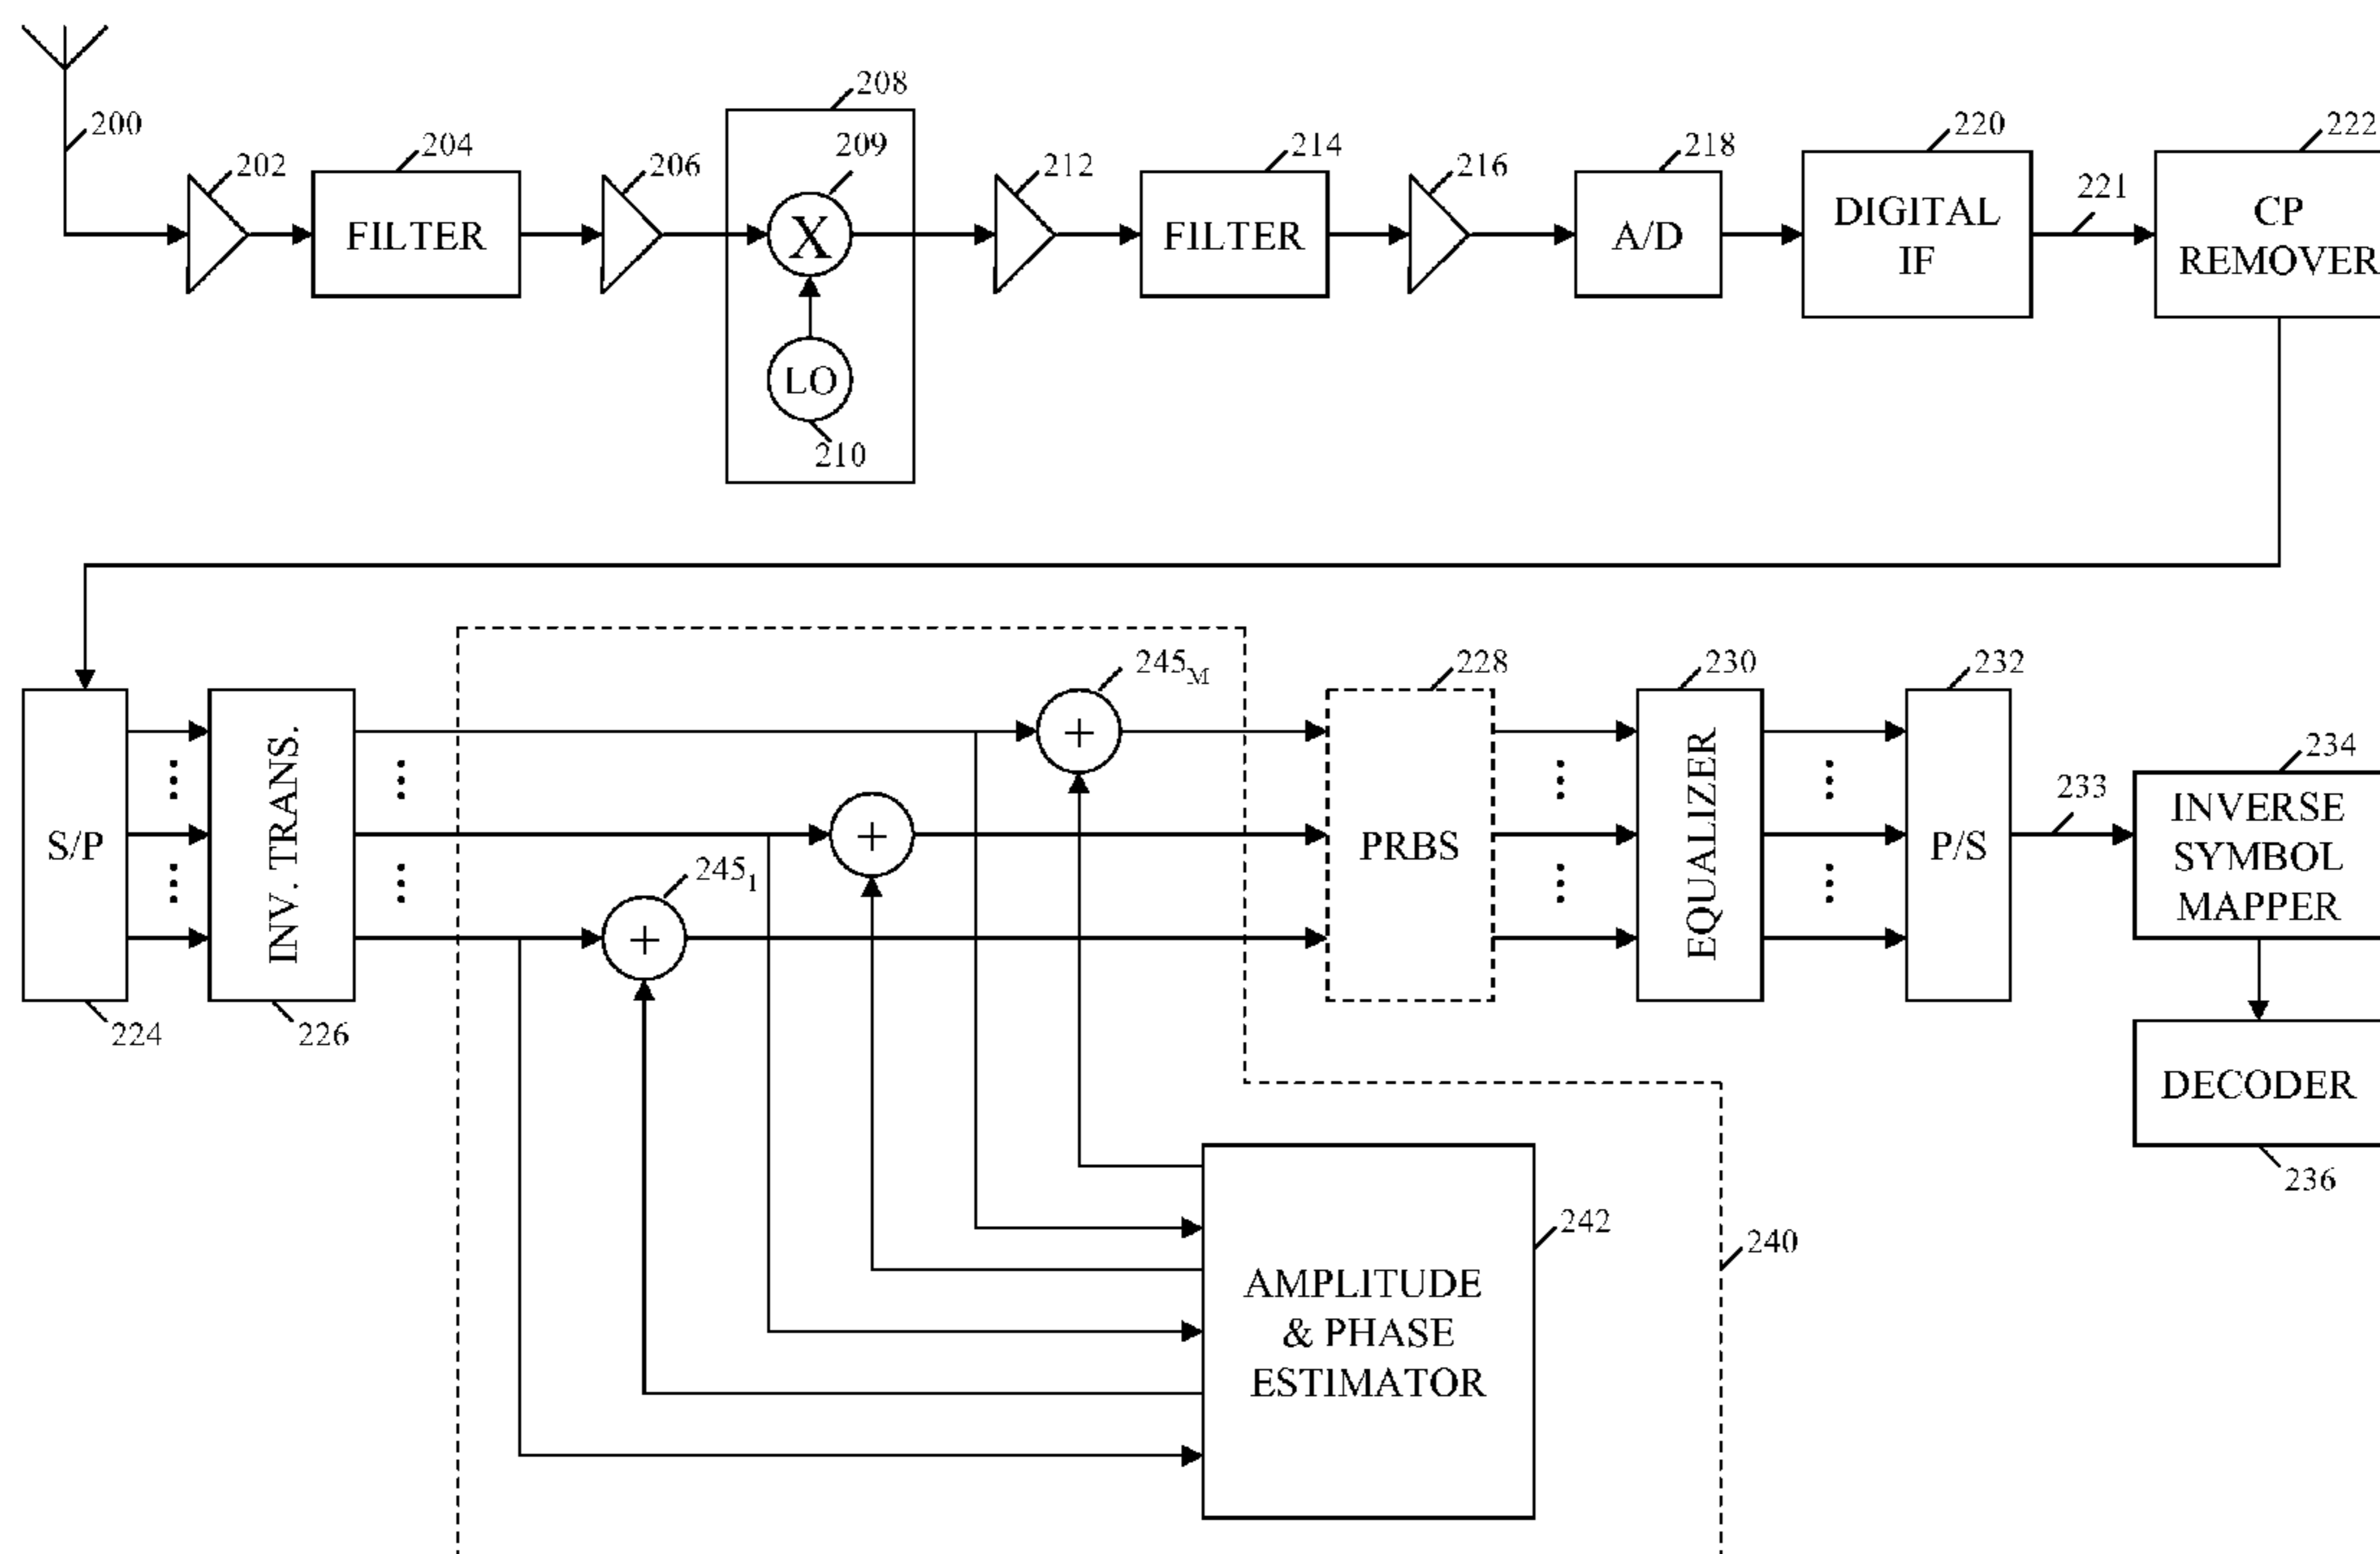 200
202
204
FILTER
206
208
209
X
LO
210
212
214
FILTER
216
218
A/D
220
DIGITAL
IF
221
222
CP
REMOVER
S/P
224
INV. TRANS.
226
245M
+
+
2451
+
228
PRBS
230
EQUALIZER
232
P/S
233
234
INVERSE
SYMBOL
MAPPER
DECODER
236
242
AMPLITUDE
& PHASE
ESTIMATOR
240